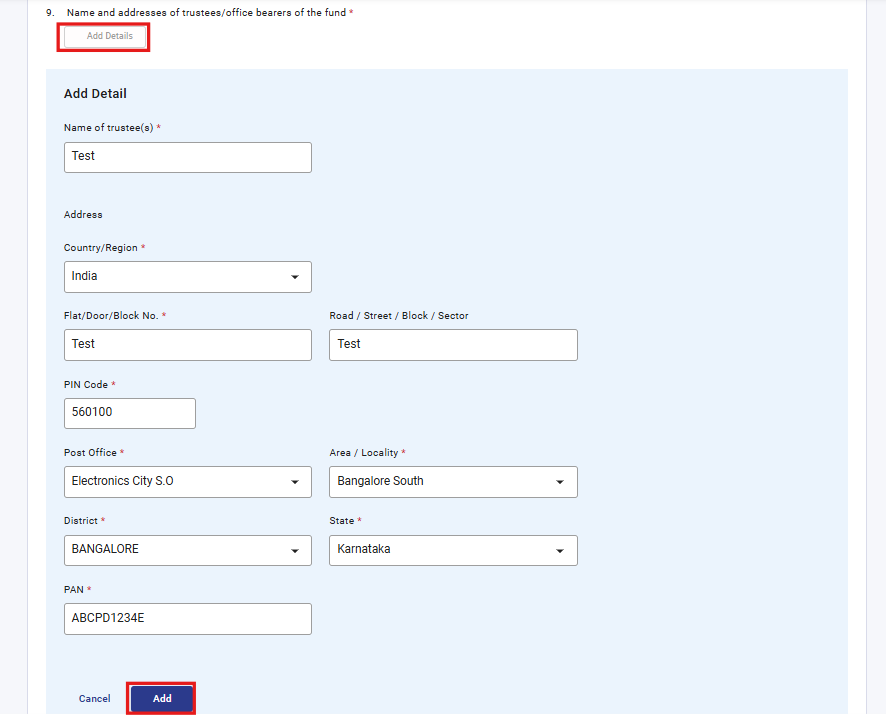 9. Name and addresses of trustees/office bearers of the fund *
Add Details
Add Detail
Name of trustee(s) *
Test
Address
Country/Region *
India
Flat/Door/Block No. * Road / Street / Block / Sector
Test Test
PIN Code *
560100
Post Office * Area / Locality *
Electronics City S.O Bangalore South
District * State *
BANGALORE Karnataka
PAN *
ABCPD1234E
Cancel Add